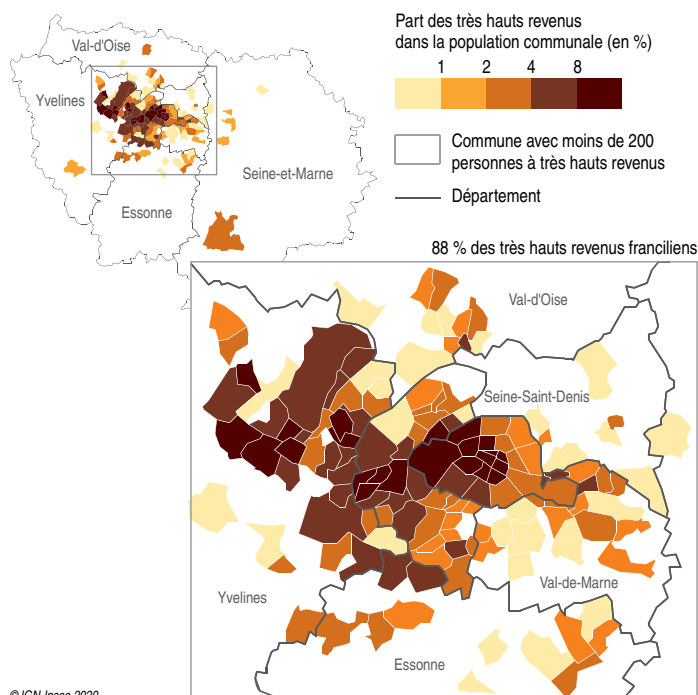 Part des très hauts revenus
dans la population communale (en %)
1 2 4 8
Commune avec moins de 200
personnes à très hauts revenus
Département
Val-d'Oise
Yvelines
Seine-et-Marne
Essonne
88 % des très hauts revenus franciliens
Val-d'Oise
Seine-Saint-Denis
Val-de-Marne
Yvelines
Essonne